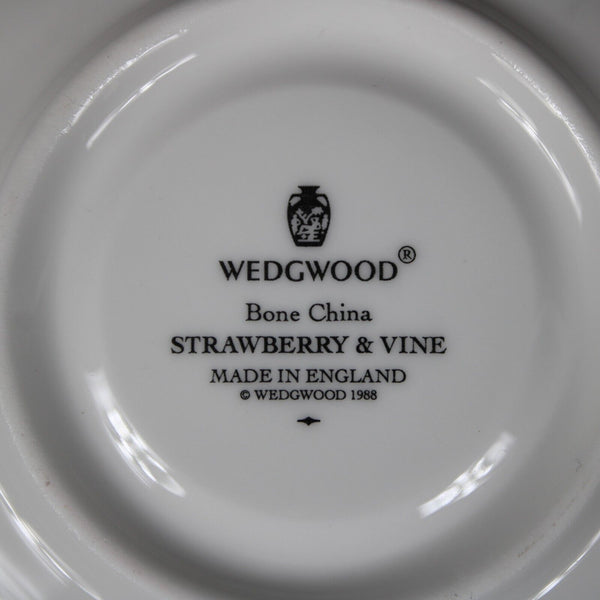 WEDGWOOD®
Bone China
STRAWBERRY & VINE
MADE IN ENGLAND
© WEDGWOOD 1988